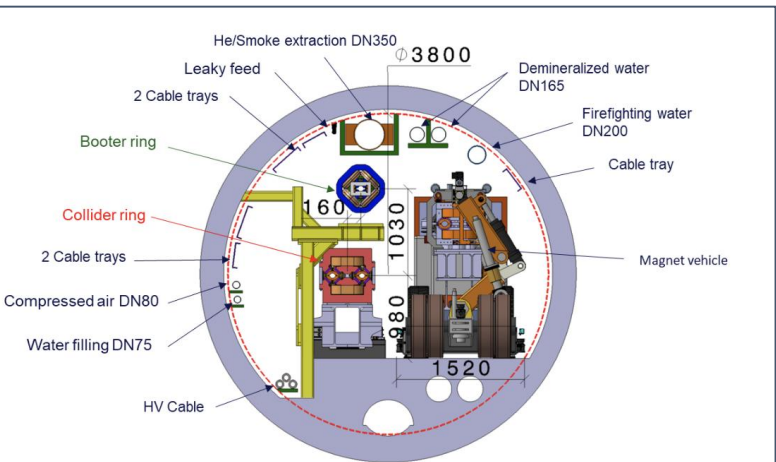 He/Smoke extraction DN350
Ø3800
Leaky feed
Demineralized water
DN165
2 Cable trays
Firefighting water
DN200
Booter ring
Cable tray
160
1030
Collider ring
2 Cable trays
Magnet vehicle
Compressed air DN80
980
Water filling DN75
1520
HV Cable